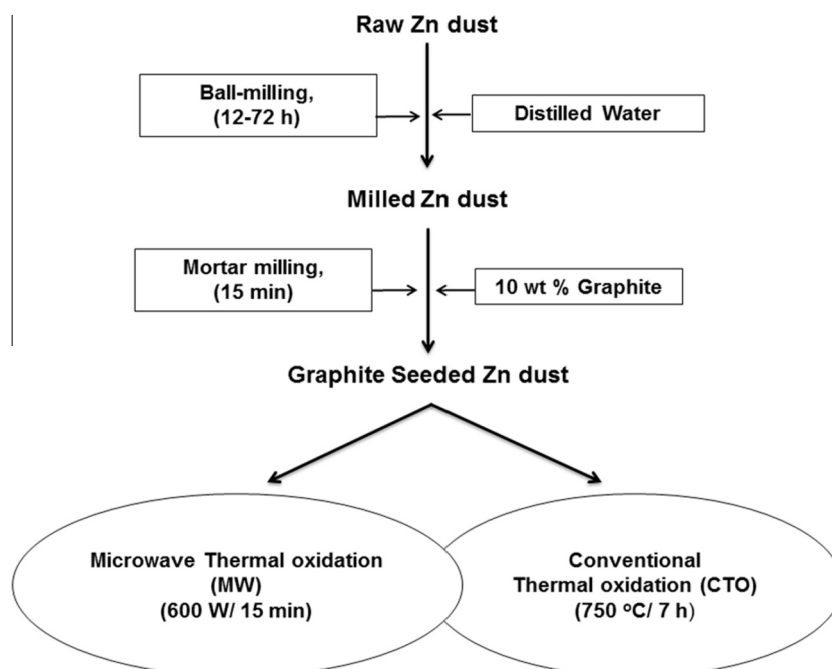 Raw Zn dust
Ball-milling,
(12-72 h)
Distilled Water
Milled Zn dust
Mortar milling,
(15 min)
10 wt % Graphite
Graphite Seeded Zn dust
Microwave Thermal oxidation
(MW)
(600 W/ 15 min)
Conventional
Thermal oxidation (CTO)
(750 °C/ 7 h)